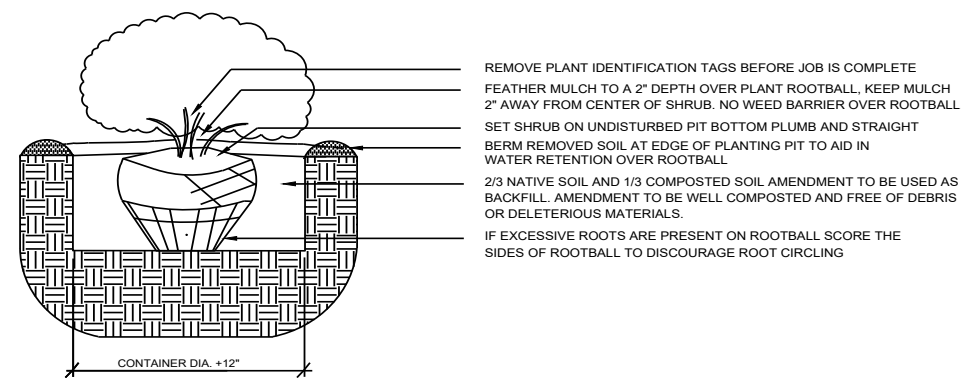 REMOVE PLANT IDENTIFICATION TAGS BEFORE JOB IS COMPLETE
FEATHER MULCH TO A 2" DEPTH OVER PLANT ROOTBALL, KEEP MULCH
2" AWAY FROM CENTER OF SHRUB. NO WEED BARRIER OVER ROOTBALL
SET SHRUB ON UNDISTURBED PIT BOTTOM PLUMB AND STRAIGHT
BERM REMOVED SOIL AT EDGE OF PLANTING PIT TO AID IN
WATER RETENTION OVER ROOTBALL
2/3 NATIVE SOIL AND 1/3 COMPOSTED SOIL AMENDMENT TO BE USED AS
BACKFILL. AMENDMENT TO BE WELL COMPOSTED AND FREE OF DEBRIS
OR DELETERIOUS MATERIALS.
IF EXCESSIVE ROOTS ARE PRESENT ON ROOTBALL SCORE THE
SIDES OF ROOTBALL TO DISCOURAGE ROOT CIRCLING
CONTAINER DIA. +12"